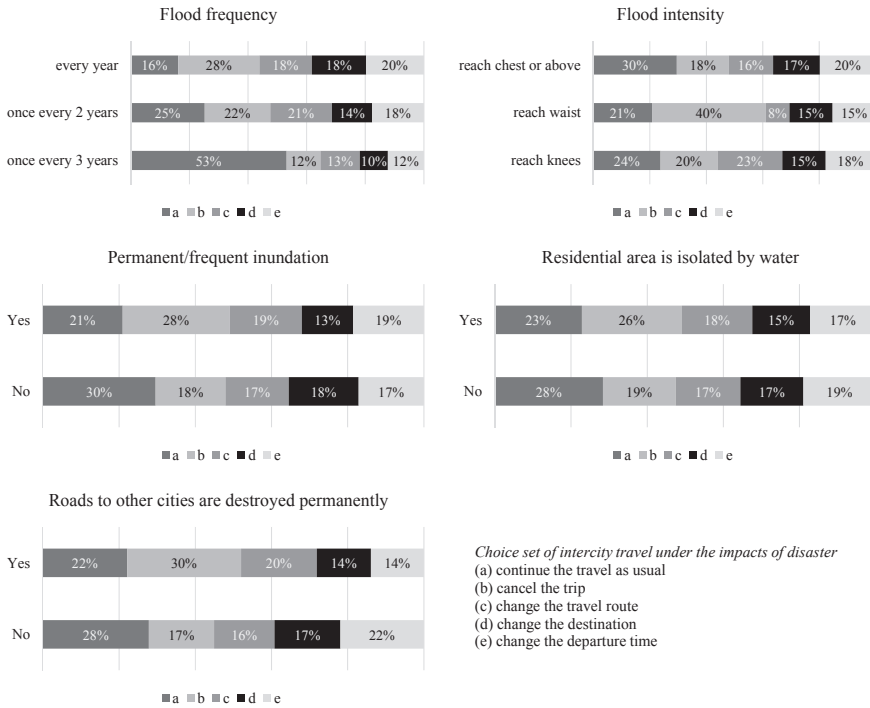 Flood frequency
every year 16% 28% 18% 18% 20%
once every 2 years 25% 22% 21% 14% 18%
once every 3 years 53% 12% 13% 10% 12%
a b c d e
Flood intensity
reach chest or above 30% 18% 16% 17% 20%
reach waist 21% 40% 8% 15% 15%
reach knees 24% 20% 23% 15% 18%
a b c d e
Permanent/frequent inundation
Yes 21% 28% 19% 13% 19%
No 30% 18% 17% 18% 17%
a b c d e
Residential area is isolated by water
Yes 23% 26% 18% 15% 17%
No 28% 19% 17% 17% 19%
a b c d e
Roads to other cities are destroyed permanently
Yes 22% 30% 20% 14% 14%
No 28% 17% 16% 17% 22%
a b c d e
Choice set of intercity travel under the impacts of disaster
(a) continue the travel as usual
(b) cancel the trip
(c) change the travel route
(d) change the destination
(e) change the departure time